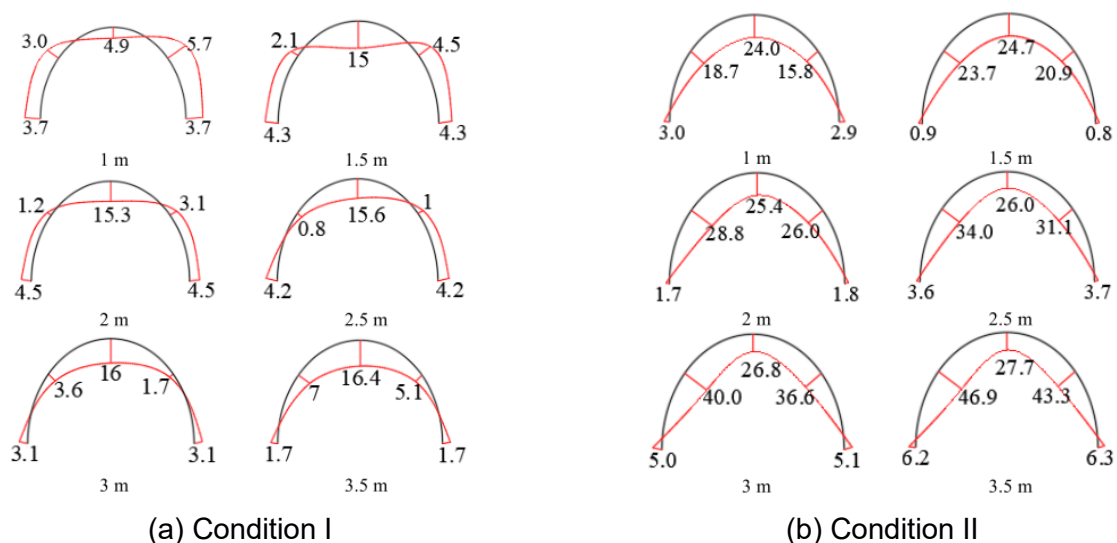 3.0 4.9 5.7
3.7 3.7
1 m
2.1 15 4.5
4.3 4.3
1.5 m
1.2 15.3 3.1
4.5 4.5
2 m
0.8 15.6 1
4.2 4.2
2.5 m
3.6 16 1.7
3.1 3.1
3 m
7 16.4 5.1
1.7 1.7
3.5 m
(a) Condition I
18.7 24.0 15.8
3.0 2.9
1 m
23.7 24.7 20.9
0.9 0.8
1.5 m
28.8 25.4 26.0
1.7 1.8
2 m
34.0 26.0 31.1
3.6 3.7
2.5 m
40.0 26.8 36.6
5.0 5.1
3 m
46.9 27.7 43.3
6.2 6.3
3.5 m
(b) Condition II